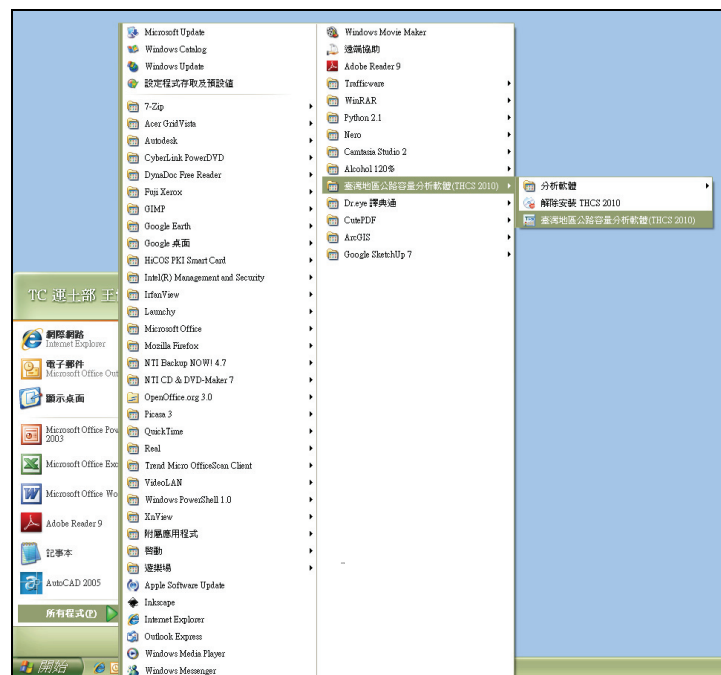 Microsoft Update
Windows Catalog
Windows Update
設定程式存取及預設值
7-Zip
Acer GridVista
Autodesk
CyberLink PowerDVD
DynaDoc Free Reader
Fuji Xerox
GIMP
Google Earth
Google 桌面
HiCOS PKI Smart Card
Intel(R) Management and Security
IrfanView
Launchy
Microsoft Office
Mozilla Firefox
NTI Backup NOW! 4.7
NTI CD & DVD-Maker 7
OpenOffice.org 3.0
Picasa 3
QuickTime
Real
Trend Micro OfficeScan Client
VideoLAN
Windows PowerShell 1.0
XnView
附屬應用程式
啟動
遊樂場
Apple Software Update
Inkscape
Internet Explorer
Outlook Express
Windows Media Player
Windows Messenger
Windows Movie Maker
遠端協助
Adobe Reader 9
Trafficware
WinRAR
Python 2.1
Nero
Camtasia Studio 2
Alcohol 120%
臺灣地區公路容量分析軟體(THCS 2010)
Dr.eye 譯典通
CutePDF
ArcGIS
Google SketchUp 7
分析軟體
解除安裝 THCS 2010
臺灣地區公路容量分析軟體(THCS 2010)
TC 運土部 王
網際網路
Internet Explorer
電子郵件
Microsoft Office Out
顯示桌面
Microsoft Office Pow
2003
Microsoft Office Exc
Microsoft Office Wo
Adobe Reader 9
記事本
AutoCAD 2005
所有程式(P)
開始